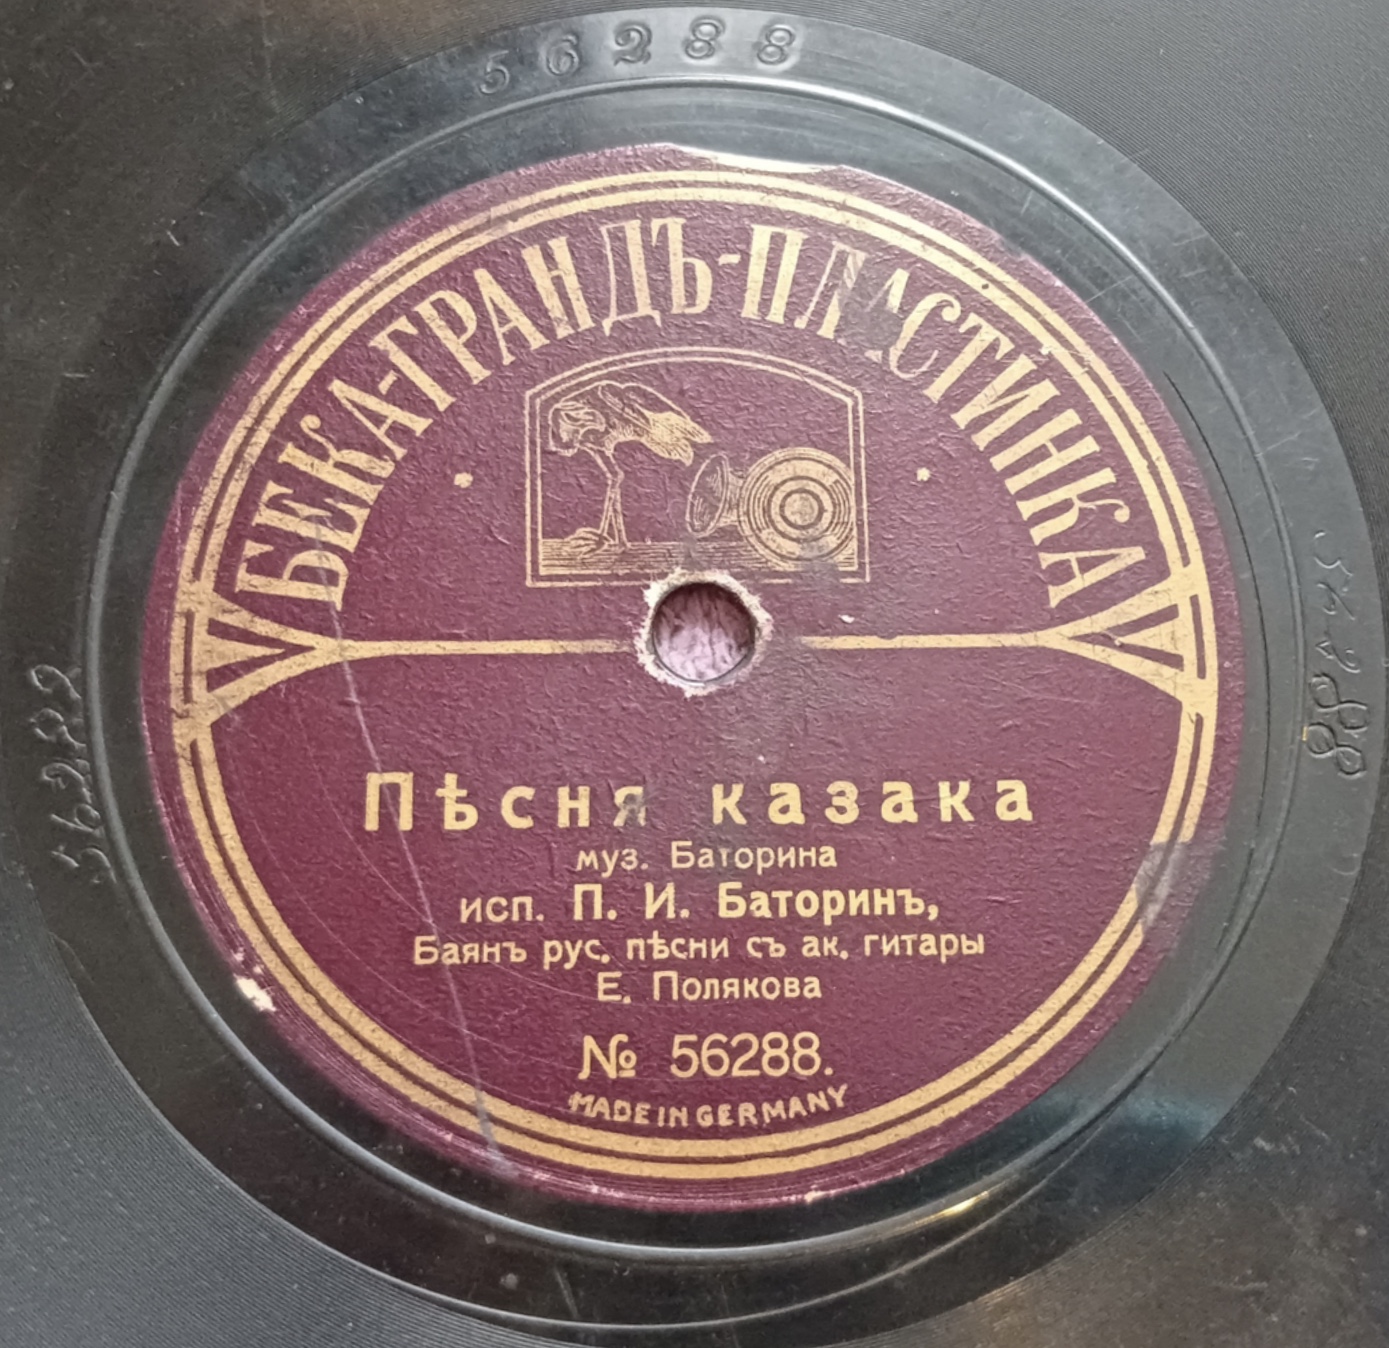 56288
БЕКА-ГРАНДЪ-ПЛАСТИНКА
Пѣсня казака
муз. Баторина
исп. П. И. Баторинъ,
Баянъ рус. пѣсни съ ак. гитары
Е. Полякова
№ 56288.
MADE IN GERMANY
56288